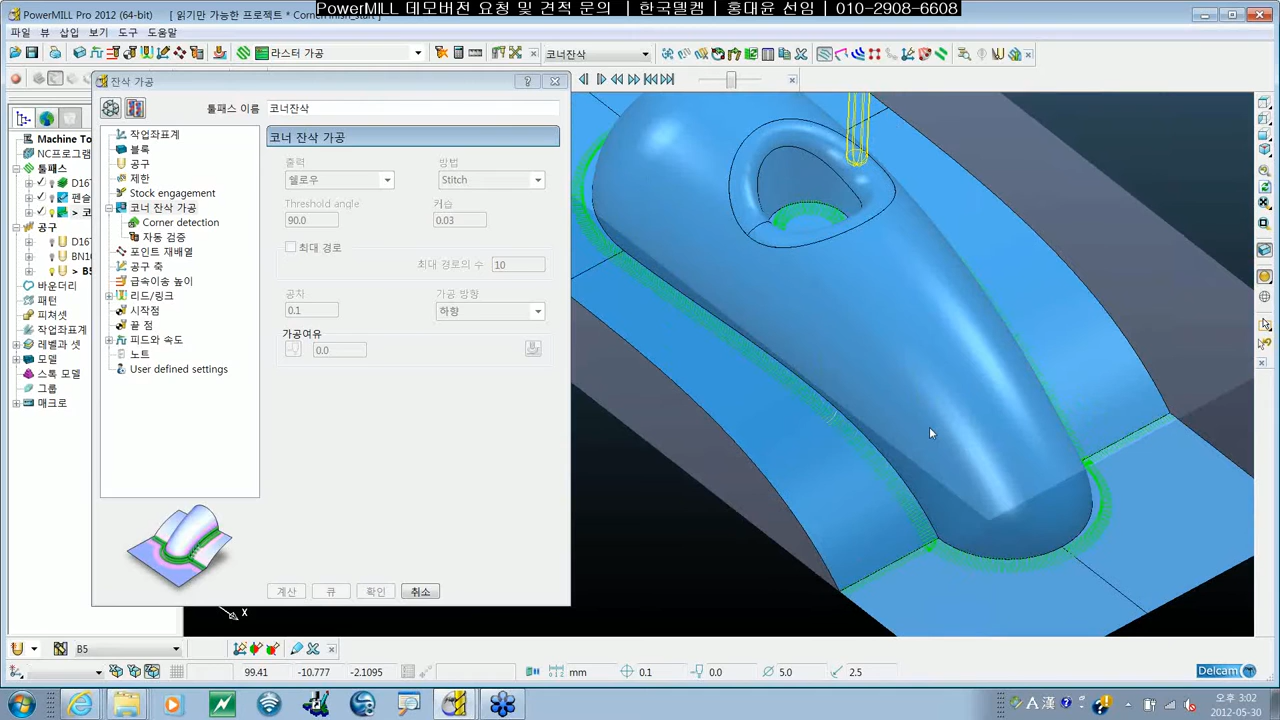 PowerMILL Pro 2012 (64-bit) - [ 읽기만 가능한 프로젝트 * CornerFinish_start ]
PowerMILL 데모버전 요청 및 견적 문의 | 한국델켐 | 홍대윤 선임 | 010-2908-6608
파일 뷰 삽입 보기 도구 도움말
라스터 가공
코너잔삭
잔삭 가공
툴패스 이름 코너잔삭
Machine To
NC프로그램
툴패스
D16
펜슬
> 코
공구
D16
BN10
> B5
바운더리
패턴
피쳐셋
작업좌표계
레벨과 셋
모델
스톡 모델
그룹
매크로
작업좌표계
블록
공구
제한
Stock engagement
코너 잔삭 가공
Corner detection
자동 검증
포인트 재배열
공구 축
급속이송 높이
리드/링크
시작점
끝 점
피드와 속도
노트
User defined settings
코너 잔삭 가공
출력 방법
쉘로우 Stitch
Threshold angle 커습
90.0 0.03
최대 경로
최대 경로의 수 10
공치 가공 방향
0.1 하향
가공여유
0.0
계산 큐 확인 취소
X
B5
99.41 -10.777 -2.1095 mm 0.1 0.0 5.0 2.5
Delcam
A 漢
오후 3:02
2012-05-30